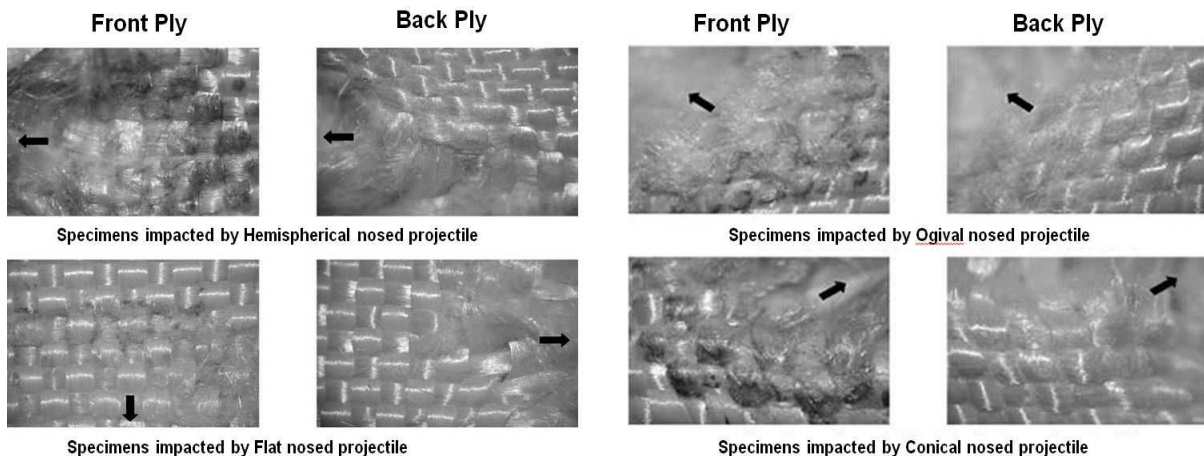 Front Ply
Back Ply
Front Ply
Back Ply
Specimens impacted by Hemispherical nosed projectile
Specimens impacted by Ogival nosed projectile
Specimens impacted by Flat nosed projectile
Specimens impacted by Conical nosed projectile